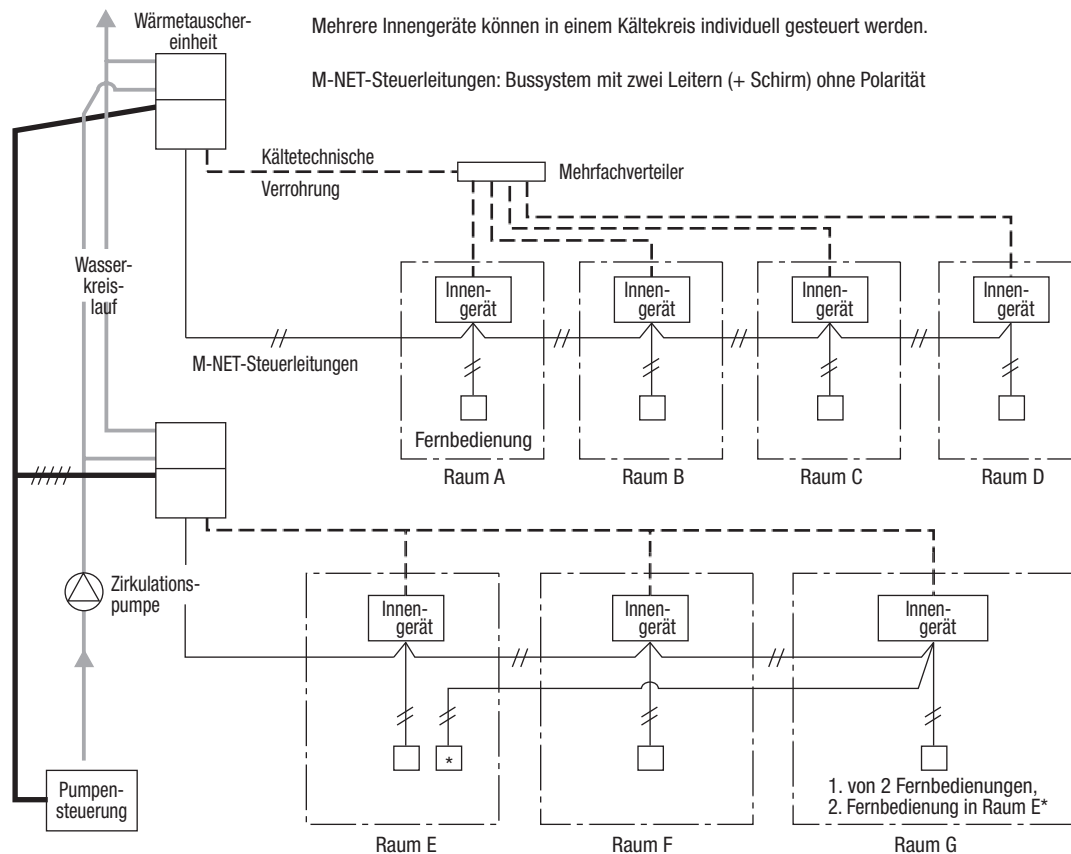 Mehrere Innengeräte können in einem Kältekreis individuell gesteuert werden.
M-NET-Steuerleitungen: Bussystem mit zwei Leitern (+ Schirm) ohne Polarität
Wärmetauscher-
einheit
Kältetechnische
Verrohrung
Mehrfachverteiler
Wasser-
kreis-
lauf
Innen-
gerät
Innen-
gerät
Innen-
gerät
Innen-
gerät
M-NET-Steuerleitungen
Fernbedienung
Raum A
Raum B
Raum C
Raum D
Zirkulations-
pumpe
Innen-
gerät
Innen-
gerät
Innen-
gerät
*
Pumpen-
steuerung
1. von 2 Fernbedienungen,
2. Fernbedienung in Raum E*
Raum E
Raum F
Raum G